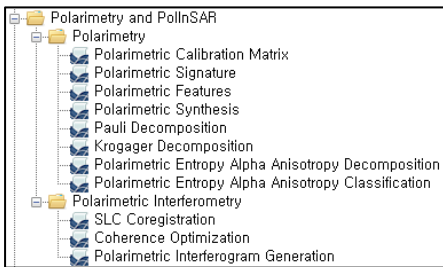 Polarimetry and PolInSAR
Polarimetry
Polarimetric Calibration Matrix
Polarimetric Signature
Polarimetric Features
Polarimetric Synthesis
Pauli Decomposition
Krogager Decomposition
Polarimetric Entropy Alpha Anisotropy Decomposition
Polarimetric Entropy Alpha Anisotropy Classification
Polarimetric Interferometry
SLC Coregistration
Coherence Optimization
Polarimetric Interferogram Generation